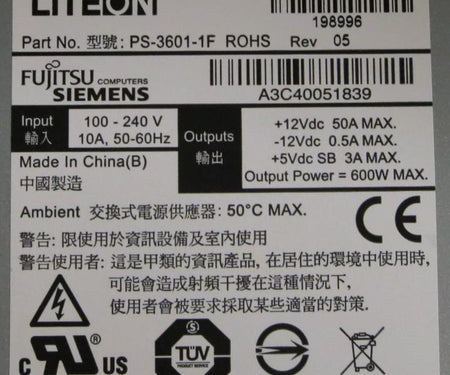 LITEON
198996
Part No. 型號: PS-3601-1F ROHS Rev 05
FUJITSU COMPUTERS
SIEMENS
A3C40051839
Input
輸入
100 - 240 V
10A, 50-60Hz
Outputs
輸出
+12Vdc 50A MAX.
-12Vdc 0.5A MAX.
+5Vdc SB 3A MAX.
Output Power = 600W MAX.
Made In China(B)
中國製造
Ambient 交換式電源供應器: 50°C MAX.
CE
警告: 限使用於資訊設備及室內使用
警告使用者: 這是甲類的資訊產品, 在居住的環境中使用時,
可能會造成射頻干擾在這種情況下,
使用者會被要求採取某些適當的對策.
c RU US
S
TÜV